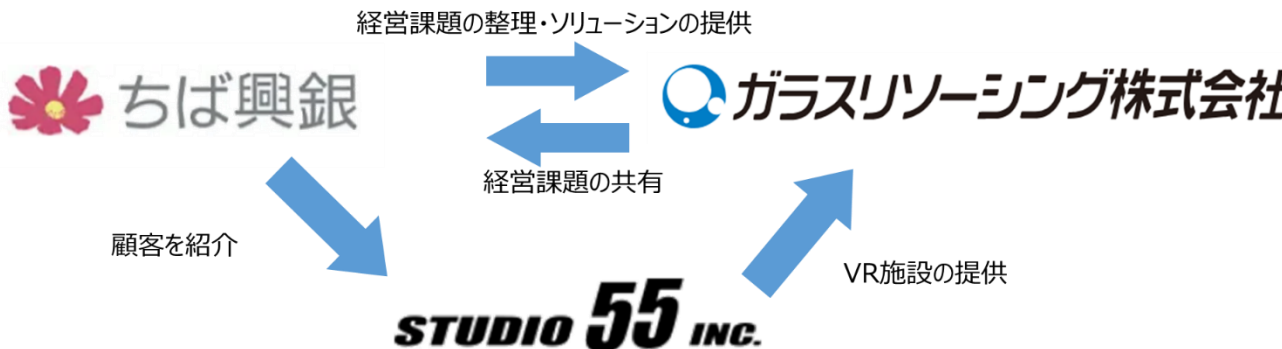 経営課題の整理・ソリューションの提供
ちば興銀
ガラスリソーシング株式会社
経営課題の共有
顧客を紹介
VR施設の提供
STUDIO 55 INC.